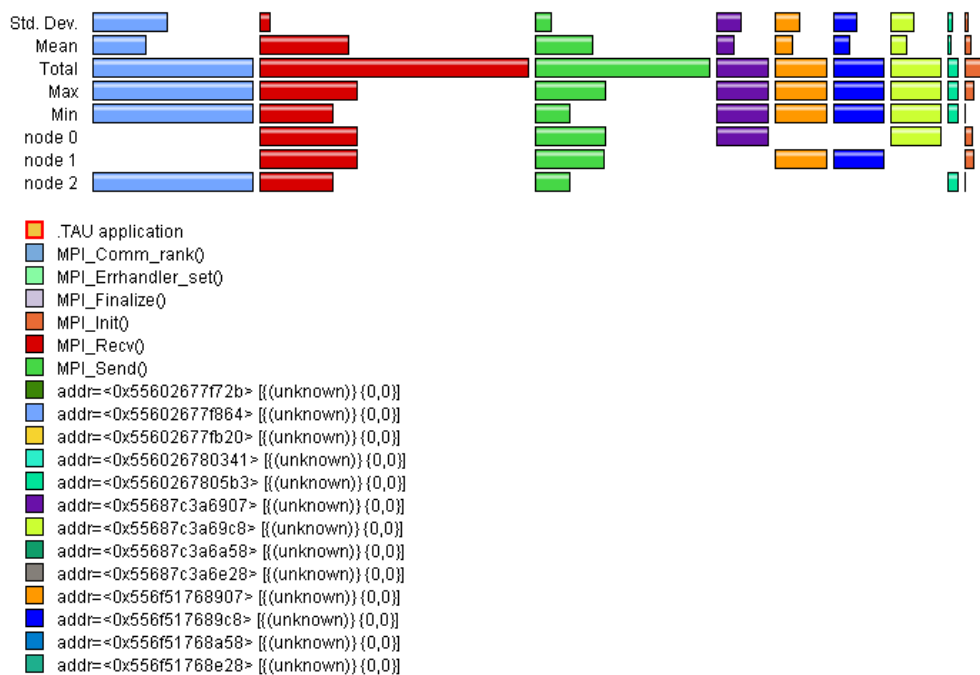 Std. Dev.
Mean
Total
Max
Min
node 0
node 1
node 2
.TAU application
MPI_Comm_rank()
MPI_Errhandler_set()
MPI_Finalize()
MPI_Init()
MPI_Recv()
MPI_Send()
addr=<0x55602677f72b> [{(unknown)} {0,0}]
addr=<0x55602677f864> [{(unknown)} {0,0}]
addr=<0x55602677fb20> [{(unknown)} {0,0}]
addr=<0x556026780341> [{(unknown)} {0,0}]
addr=<0x5560267805b3> [{(unknown)} {0,0}]
addr=<0x55687c3a6907> [{(unknown)} {0,0}]
addr=<0x55687c3a69c8> [{(unknown)} {0,0}]
addr=<0x55687c3a6a58> [{(unknown)} {0,0}]
addr=<0x55687c3a6e28> [{(unknown)} {0,0}]
addr=<0x556f51768907> [{(unknown)} {0,0}]
addr=<0x556f517689c8> [{(unknown)} {0,0}]
addr=<0x556f51768a58> [{(unknown)} {0,0}]
addr=<0x556f51768e28> [{(unknown)} {0,0}]